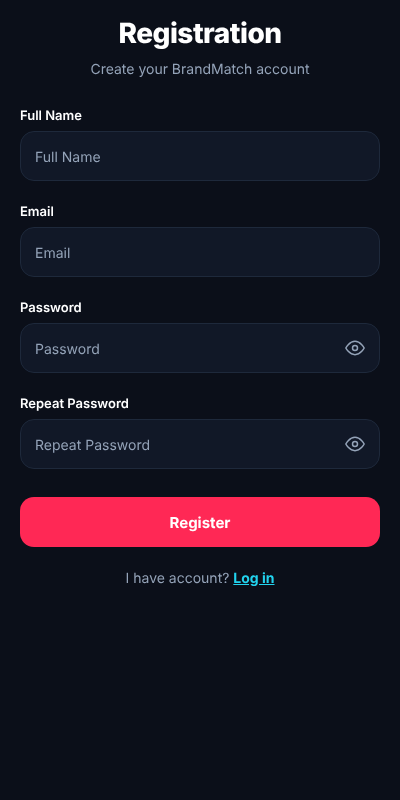 Registration
Create your BrandMatch account
Full Name
Full Name
Email
Email
Password
Password
Repeat Password
Repeat Password
Register
I have account? Log in